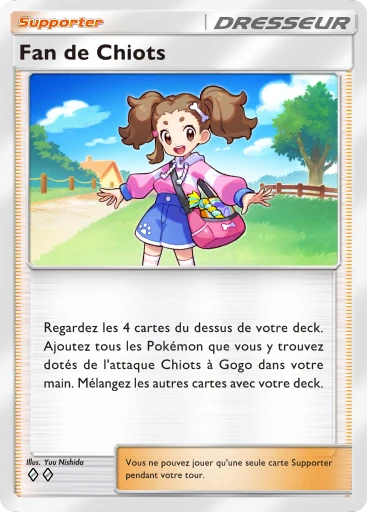 Supporter
DRESSEUR
Fan de Chiots
Regardez les 4 cartes du dessus de votre deck.
Ajoutez tous les Pokémon que vous y trouvez
dotés de l'attaque Chiots à Gogo dans votre
main. Mélangez les autres cartes avec votre deck.
Illus. Yuu Nishida
Vous ne pouvez jouer qu'une seule carte Supporter
pendant votre tour.